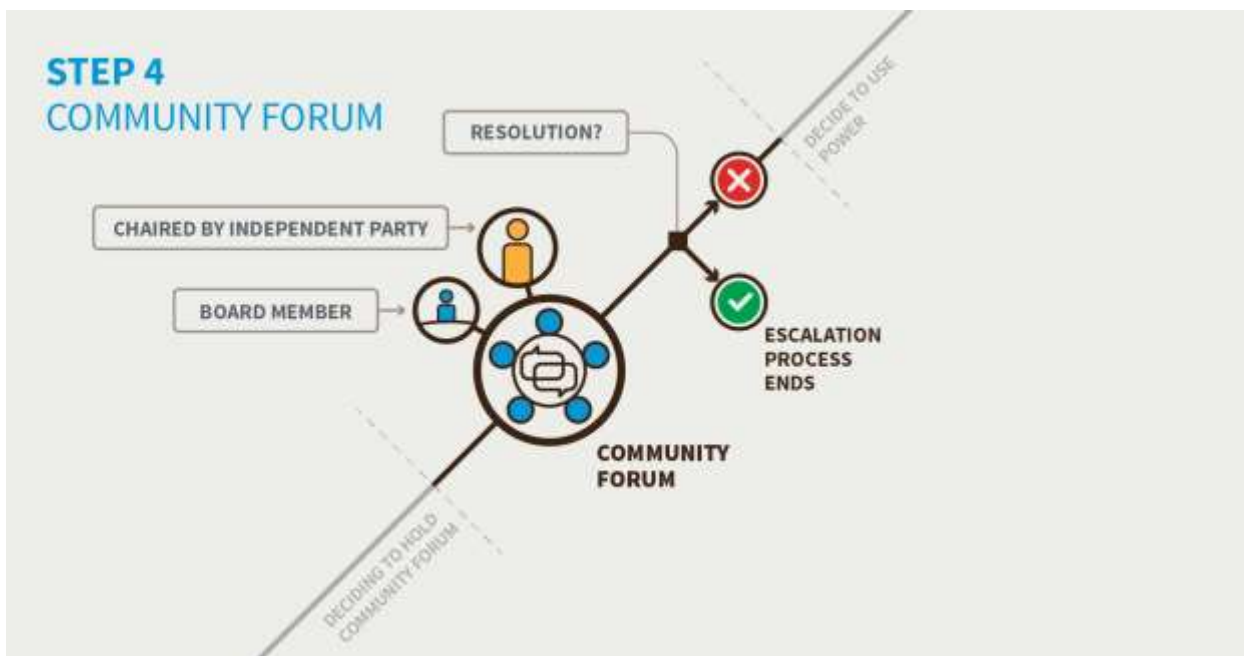 STEP 4
COMMUNITY FORUM
RESOLUTION?
DECIDE TO USE
POWER
CHAIRED BY INDEPENDENT PARTY
BOARD MEMBER
ESCALATION
PROCESS
ENDS
COMMUNITY
FORUM
DECIDING TO HOLD
COMMUNITY FORUM